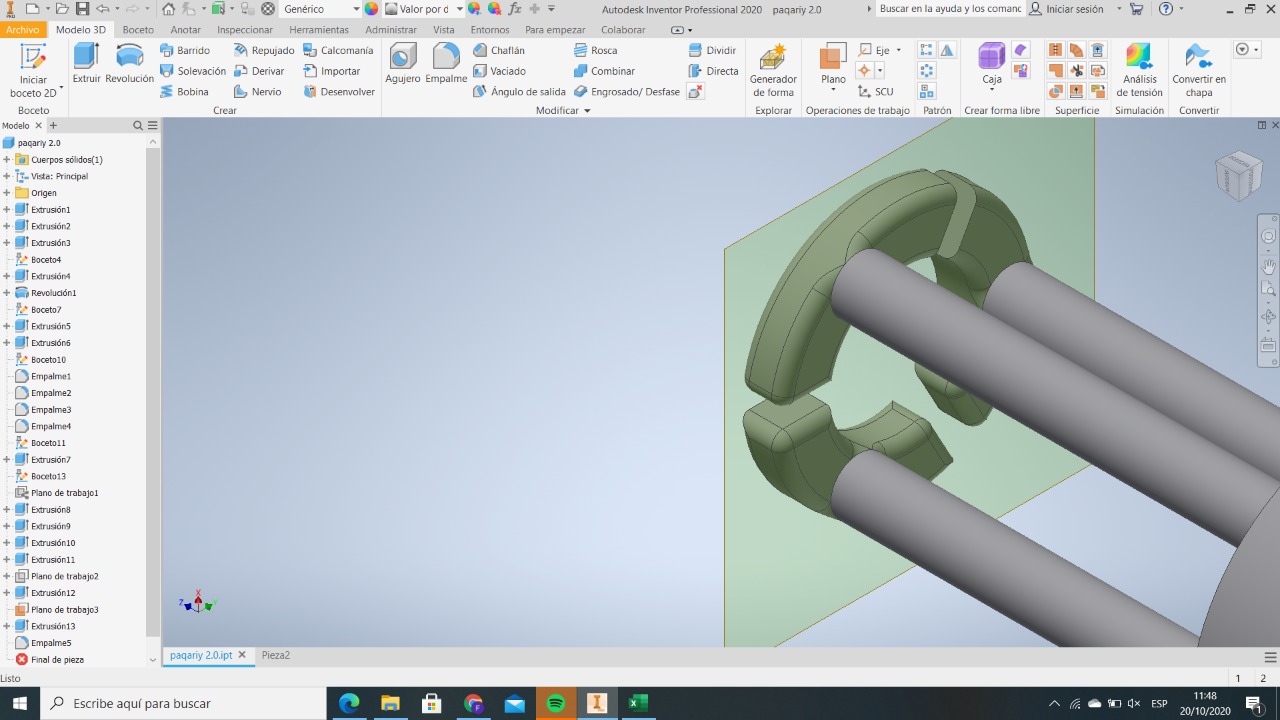 Genérico
Valor por d
Autodesk Inventor Professional 2020 paqariy 2.0
Buscar en la ayuda y los comanc
Iniciar sesión
Archivo Modelo 3D Boceto Anotar Inspeccionar Herramientas Administrar Vista Entornos Para empezar Colaborar
Iniciar
boceto 2D
Extruir
Revolución
Barrido
Solevación
Bobina
Repujado
Derivar
Nervio
Calcomanía
Importar
Desenvolver
Agujero
Empalme
Chaflán
Vaciado
Ángulo de salida
Rosca
Combinar
Engrosado/ Desfase
Dividir
Directa
Generador
de forma
Plano
Eje
SCU
Caja
Análisis
de tensión
Convertir en
chapa
Boceto Crear Modificar Explorar Operaciones de trabajo Patrón Crear forma libre Superficie Simulación Convertir
Modelo
paqariy 2.0
Cuerpos sólidos(1)
Vista: Principal
Origen
Extrusión1
Extrusión2
Extrusión3
Boceto4
Extrusión4
Revolución1
Boceto7
Extrusión5
Extrusión6
Boceto10
Empalme1
Empalme2
Empalme3
Empalme4
Boceto11
Extrusión7
Boceto13
Plano de trabajo1
Extrusión8
Extrusión9
Extrusión10
Extrusión11
Plano de trabajo2
Extrusión12
Plano de trabajo3
Extrusión13
Empalme5
Final de pieza
X
Z
Y
paqariy 2.0.ipt
Pieza2
Listo
1 2
Escribe aquí para buscar
ESP
11:48
20/10/2020
1